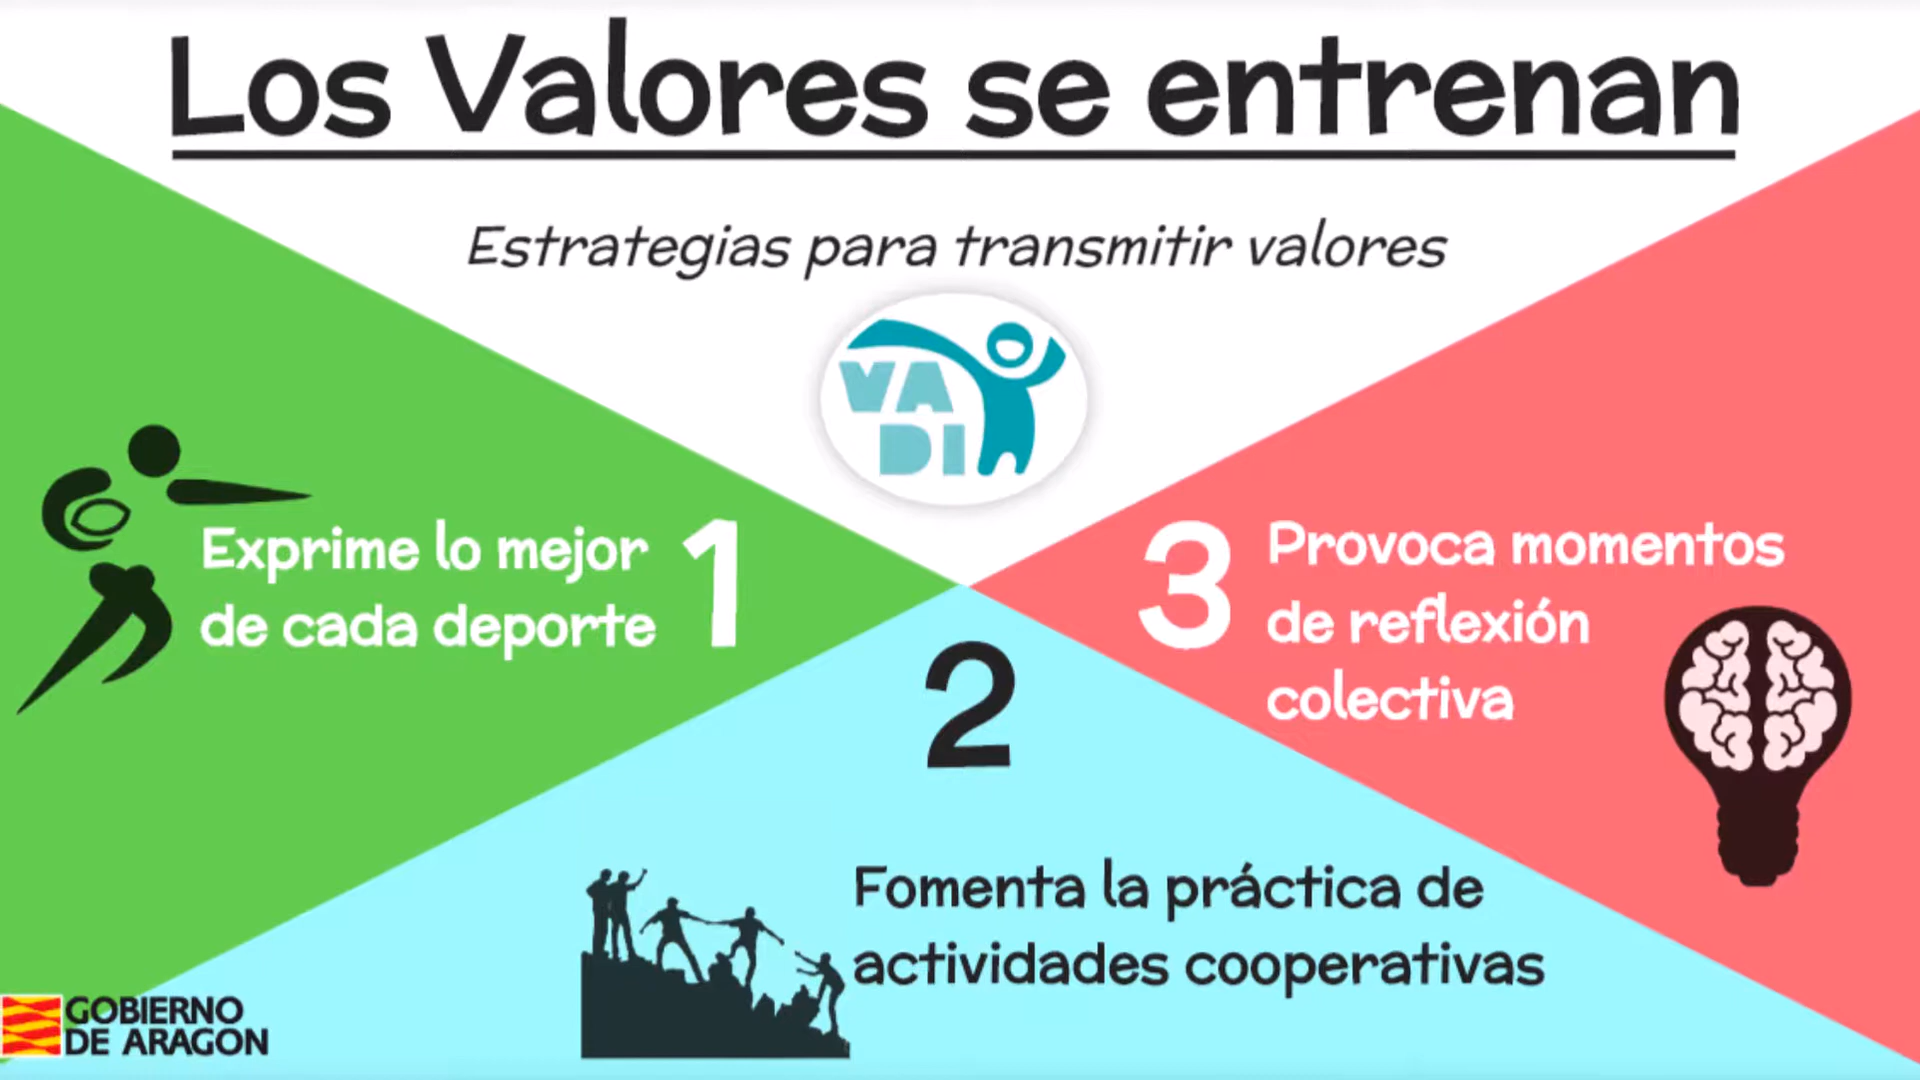 Los Valores se entrenan
Estrategias para transmitir valores
VA
DI
Exprime lo mejor
de cada deporte
1
2
Fomenta la práctica de
actividades cooperativas
3
Provoca momentos
de reflexión
colectiva
GOBIERNO
DE ARAGON